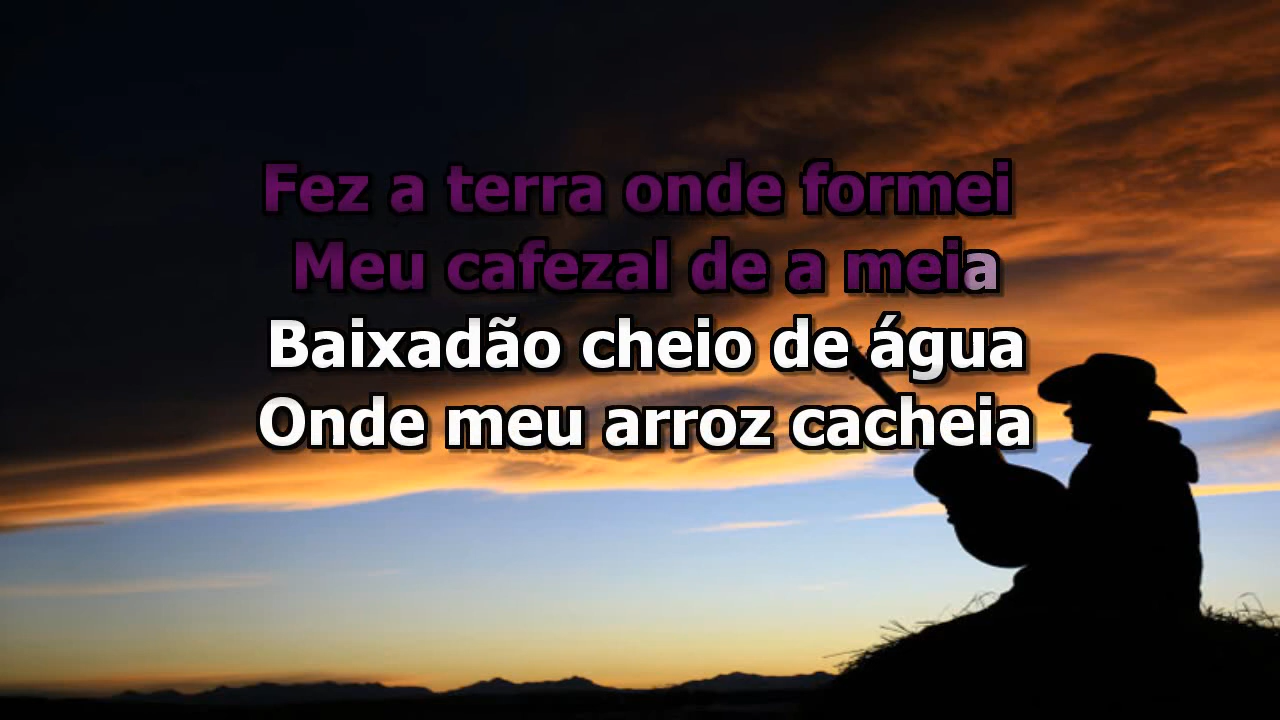 Fez a terra onde formei
Meu cafezal de a meia
Baixadão cheio de água
Onde meu arroz cacheia